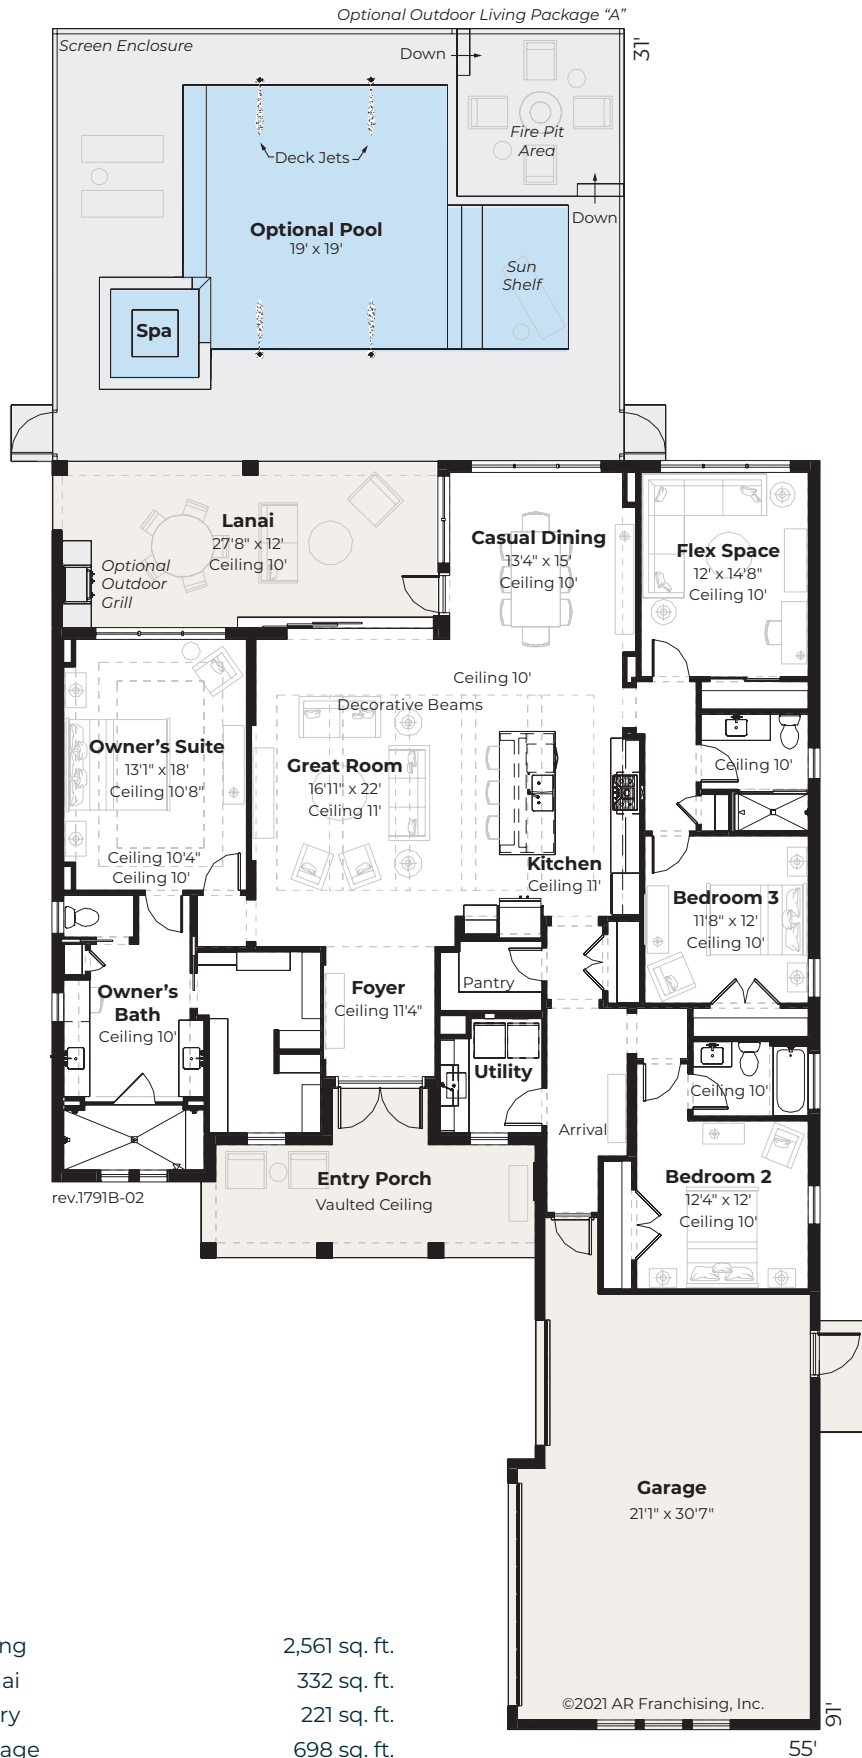 Optional Outdoor Living Package “A”
Screen Enclosure
Down
31'
Fire Pit
Area
Deck Jets
Down
Optional Pool
19' x 19'
Sun
Shelf
Spa
Lanai
27'8" x 12'
Ceiling 10'
Optional
Outdoor
Grill
Casual Dining
13'4" x 15'
Ceiling 10'
Flex Space
12' x 14'8"
Ceiling 10'
Ceiling 10'
Decorative Beams
Owner’s Suite
13'1" x 18'
Ceiling 10'8"
Ceiling 10'4"
Ceiling 10'
Great Room
16'11" x 22'
Ceiling 11'
Ceiling 10'
Kitchen
Ceiling 11'
Bedroom 3
11'8" x 12'
Ceiling 10'
Owner’s
Bath
Ceiling 10'
Foyer
Ceiling 11'4"
Pantry
Utility
Ceiling 10'
Arrival
Entry Porch
Vaulted Ceiling
Bedroom 2
12'4" x 12'
Ceiling 10'
rev.1791B-02
Garage
21'1" x 30'7"
ng 2,561 sq. ft.
ai 332 sq. ft.
ry 221 sq. ft.
age 698 sq. ft.
©2021 AR Franchising, Inc.
91'
55'